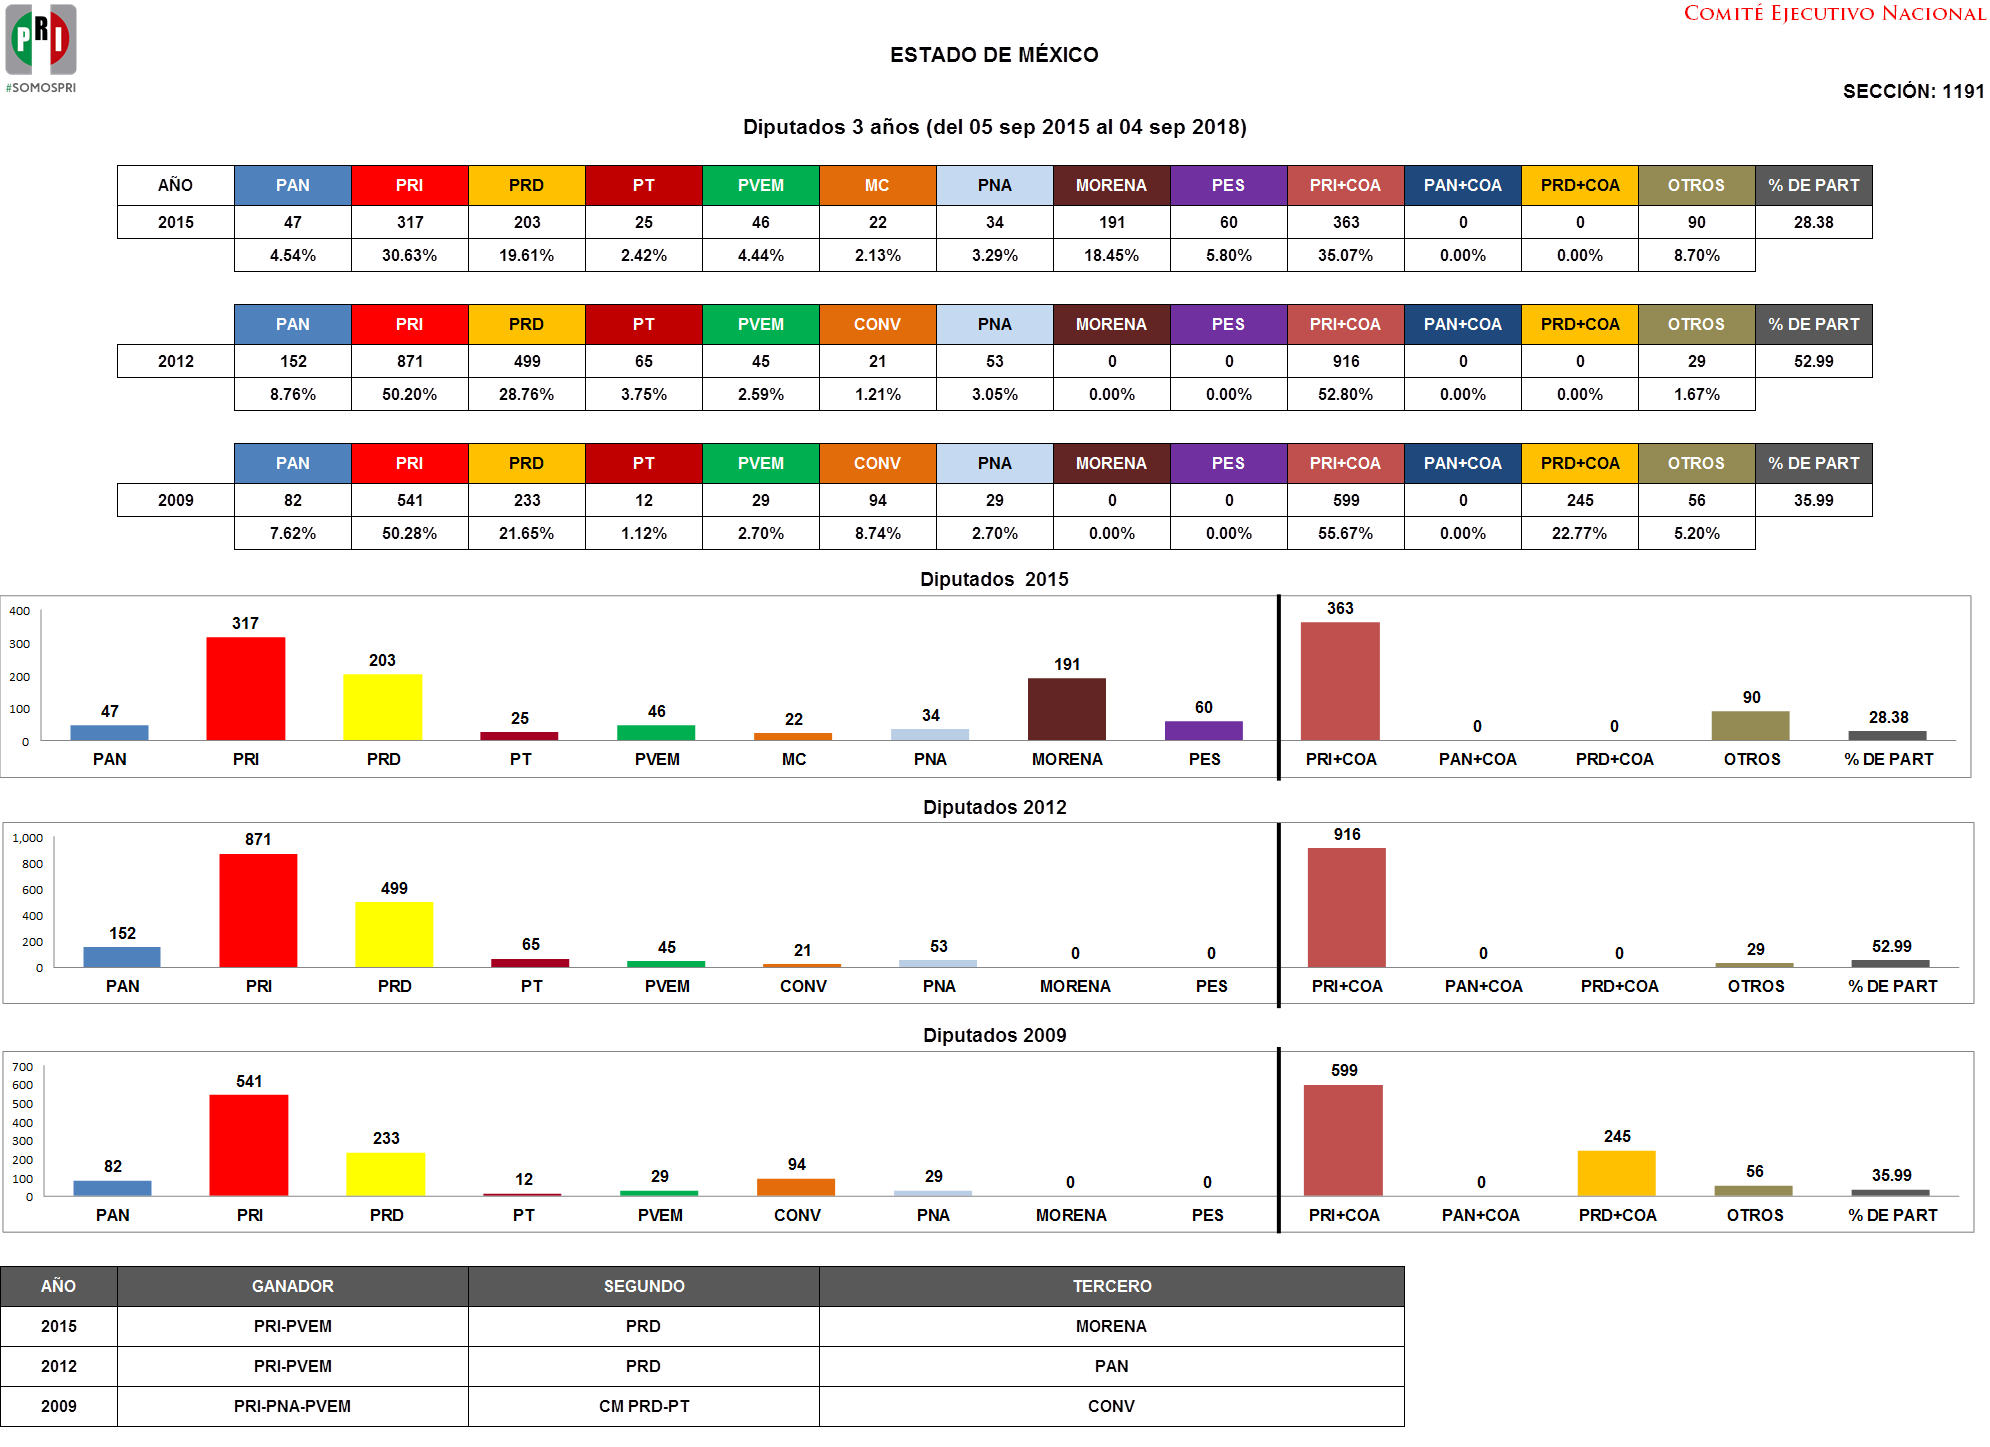 PRI
#SOMOSPRI
COMITÉ EJECUTIVO NACIONAL
ESTADO DE MÉXICO
SECCIÓN: 1191
Diputados 3 años (del 05 sep 2015 al 04 sep 2018)
AÑO PAN PRI PRD PT PVEM MC PNA MORENA PES PRI+COA PAN+COA PRD+COA OTROS % DE PART
2015 47 317 203 25 46 22 34 191 60 363 0 0 90 28.38
4.54% 30.63% 19.61% 2.42% 4.44% 2.13% 3.29% 18.45% 5.80% 35.07% 0.00% 0.00% 8.70%
PAN PRI PRD PT PVEM CONV PNA MORENA PES PRI+COA PAN+COA PRD+COA OTROS % DE PART
2012 152 871 499 65 45 21 53 0 0 916 0 0 29 52.99
8.76% 50.20% 28.76% 3.75% 2.59% 1.21% 3.05% 0.00% 0.00% 52.80% 0.00% 0.00% 1.67%
PAN PRI PRD PT PVEM CONV PNA MORENA PES PRI+COA PAN+COA PRD+COA OTROS % DE PART
2009 82 541 233 12 29 94 29 0 0 599 0 245 56 35.99
7.62% 50.28% 21.65% 1.12% 2.70% 8.74% 2.70% 0.00% 0.00% 55.67% 0.00% 22.77% 5.20%
Diputados 2015
400
300
200
100
0
47 317 203 25 46 22 34 191 60 363 0 0 90 28.38
PAN PRI PRD PT PVEM MC PNA MORENA PES PRI+COA PAN+COA PRD+COA OTROS % DE PART
Diputados 2012
1,000
800
600
400
200
0
152 871 499 65 45 21 53 0 0 916 0 0 29 52.99
PAN PRI PRD PT PVEM CONV PNA MORENA PES PRI+COA PAN+COA PRD+COA OTROS % DE PART
Diputados 2009
700
600
500
400
300
200
100
0
82 541 233 12 29 94 29 0 0 599 0 245 56 35.99
PAN PRI PRD PT PVEM CONV PNA MORENA PES PRI+COA PAN+COA PRD+COA OTROS % DE PART
AÑO GANADOR SEGUNDO TERCERO
2015 PRI-PVEM PRD MORENA
2012 PRI-PVEM PRD PAN
2009 PRI-PNA-PVEM CM PRD-PT CONV